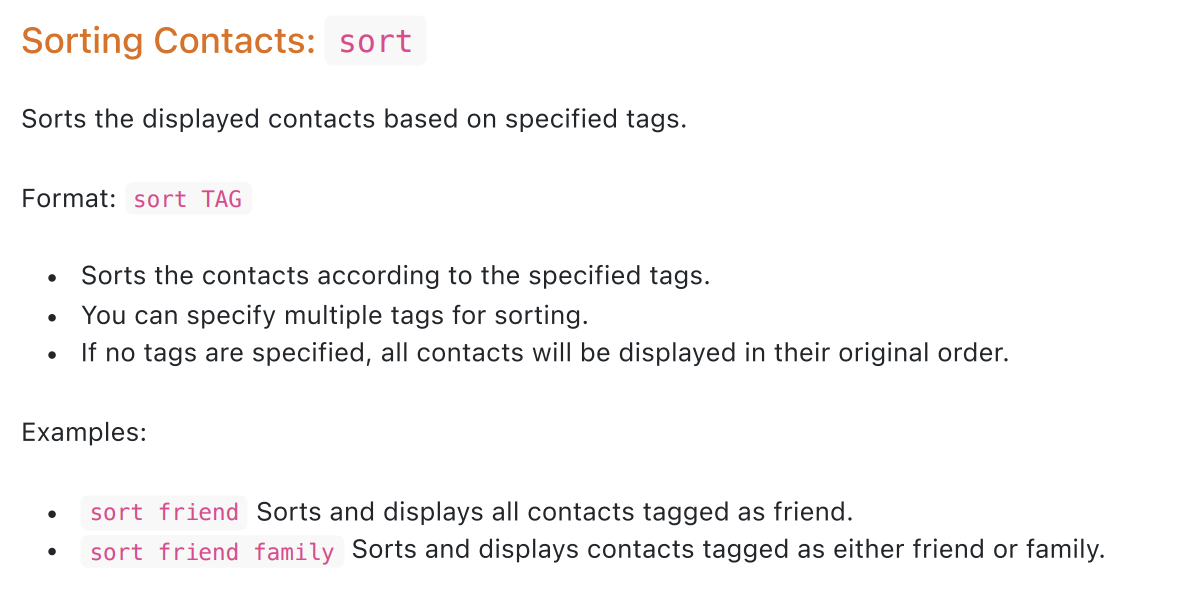 Sorting Contacts: sort
Sorts the displayed contacts based on specified tags.
Format: sort TAG
• Sorts the contacts according to the specified tags.
• You can specify multiple tags for sorting.
• If no tags are specified, all contacts will be displayed in their original order.
Examples:
• sort friend Sorts and displays all contacts tagged as friend.
• sort friend family Sorts and displays contacts tagged as either friend or family.